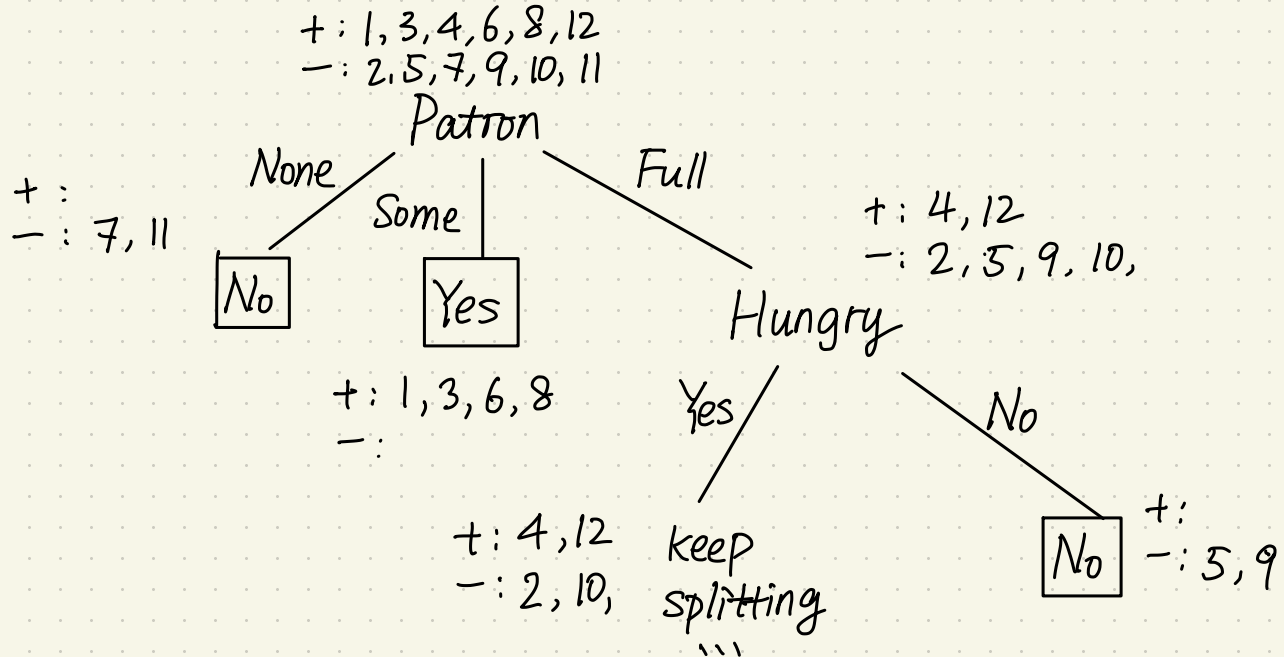 + : 1, 3, 4, 6, 8, 12
- : 2, 5, 7, 9, 10, 11
Patron
None
Some
Full
+ :
- : 7, 11
No
Yes
+ : 4, 12
- : 2, 5, 9, 10,
Hungry
+ : 1, 3, 6, 8
- :
Yes
No
+ : 4, 12
- : 2, 10,
keep
splitting
No
+ :
- : 5, 9